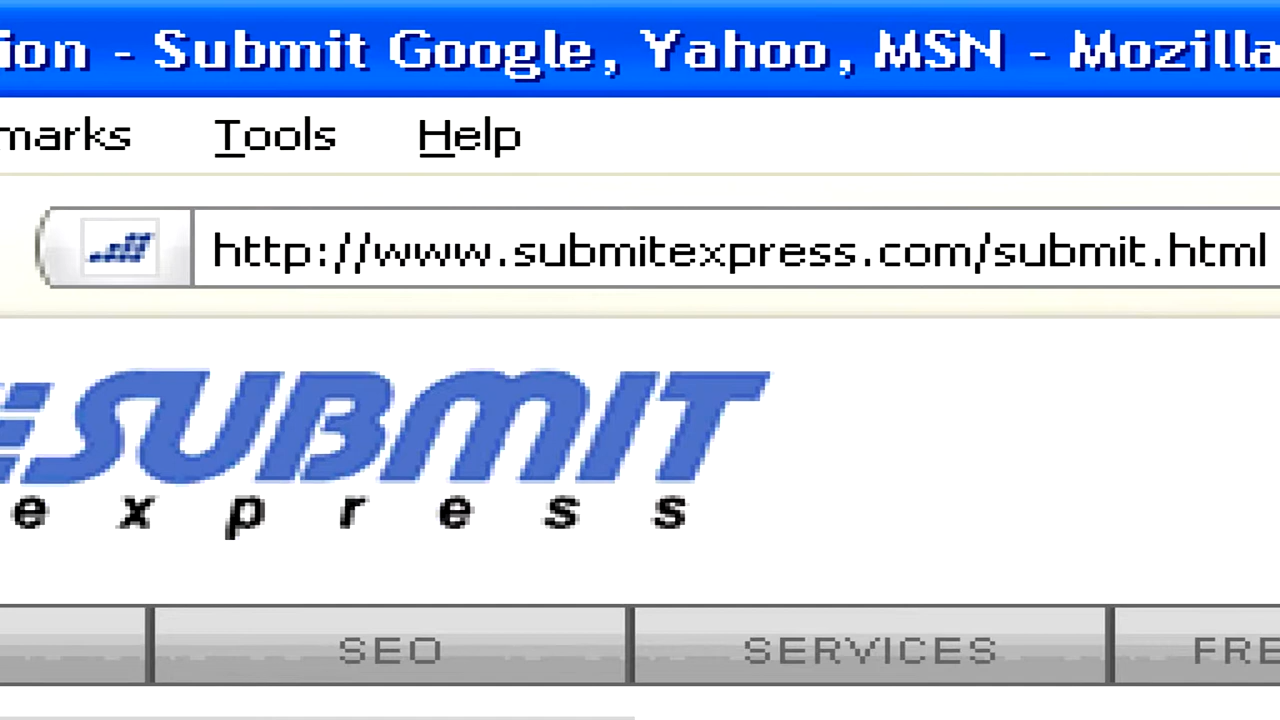 ion - Submit Google, Yahoo, MSN - Mozilla
marks Tools Help
http://www.submitexpress.com/submit.html
SUBMIT
express
SEO SERVICES FRE